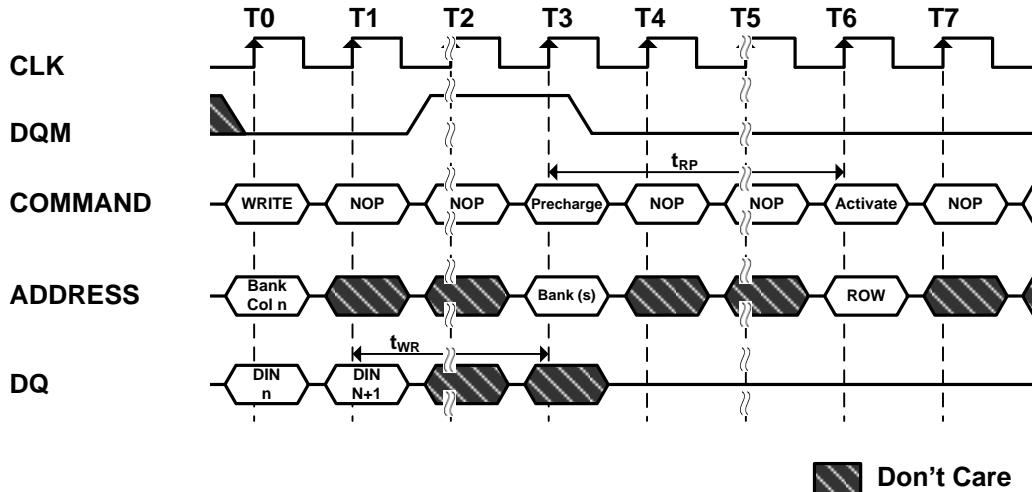 T0 T1 T2 T3 T4 T5 T6 T7
CLK
DQM
tRP
COMMAND WRITE NOP NOP Precharge NOP NOP Activate NOP
ADDRESS Bank Col n Bank (s) ROW
tWR
DQ DIN n DIN N+1
Don't Care